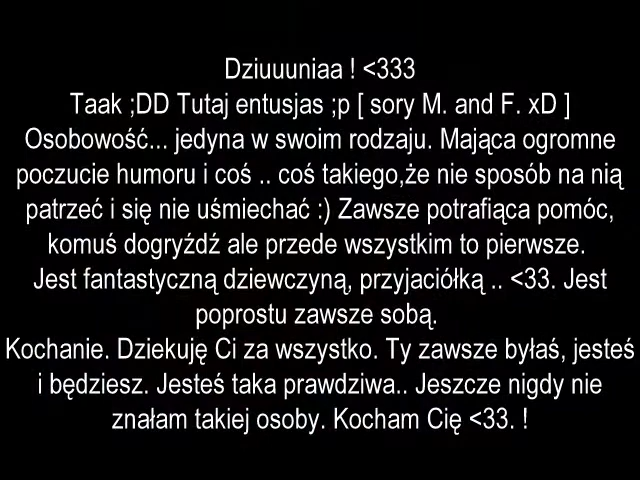 Dziuuuniaa ! <333
Taak ;DD Tutaj entusjas ;p [ sory M. and F. xD ]
Osobowość... jedyna w swoim rodzaju. Mająca ogromne
poczucie humoru i coś .. coś takiego,że nie sposób na nią
patrzeć i się nie uśmiechać :) Zawsze potrafiąca pomóc,
komuś dogryźdź ale przede wszystkim to pierwsze.
Jest fantastyczną dziewczyną, przyjaciółką .. <33. Jest
poprostu zawsze sobą.
Kochanie. Dziekuję Ci za wszystko. Ty zawsze byłaś, jesteś
i będziesz. Jesteś taka prawdziwa.. Jeszcze nigdy nie
znałam takiej osoby. Kocham Cię <33. !